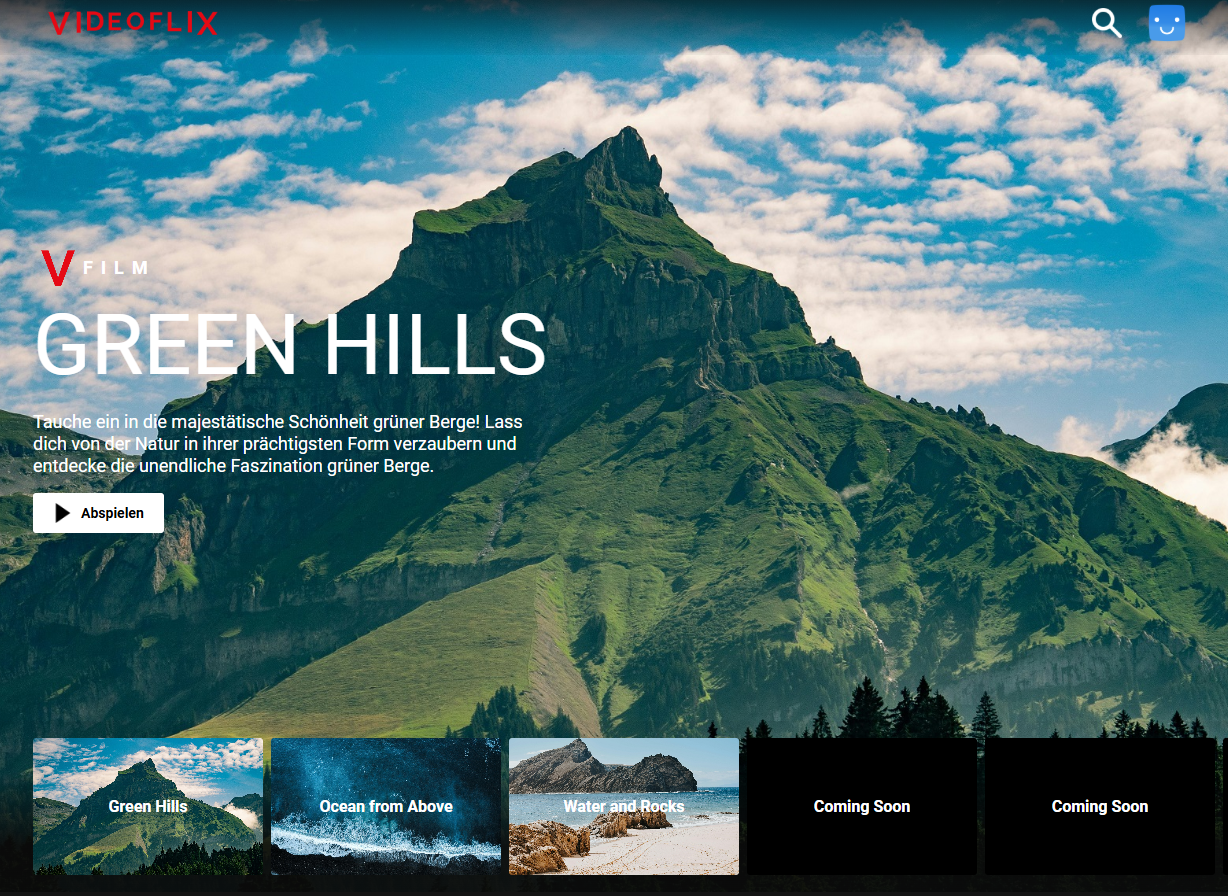 VIDEOFLIX
V FILM
GREEN HILLS
Tauche ein in die majestätische Schönheit grüner Berge! Lass
dich von der Natur in ihrer prächtigsten Form verzaubern und
entdecke die unendliche Faszination grüner Berge.
Abspielen
Green Hills
Ocean from Above
Water and Rocks
Coming Soon
Coming Soon